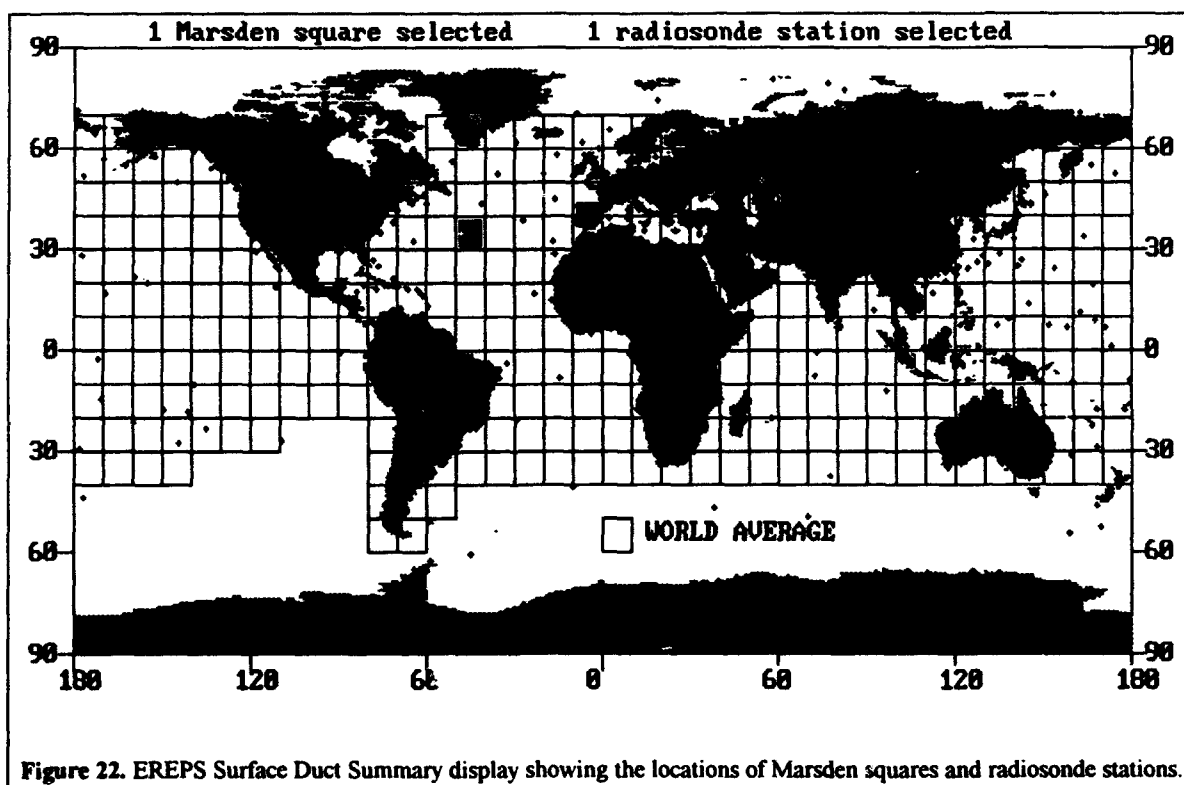 1 Marsden square selected 1 radiosonde station selected
90 90
60 60
30 30
0 0
30 30
WORLD AVERAGE
60 60
90 90
180 120 60 0 60 120 180
Figure 22. EREPS Surface Duct Summary display showing the locations of Marsden squares and radiosonde stations.